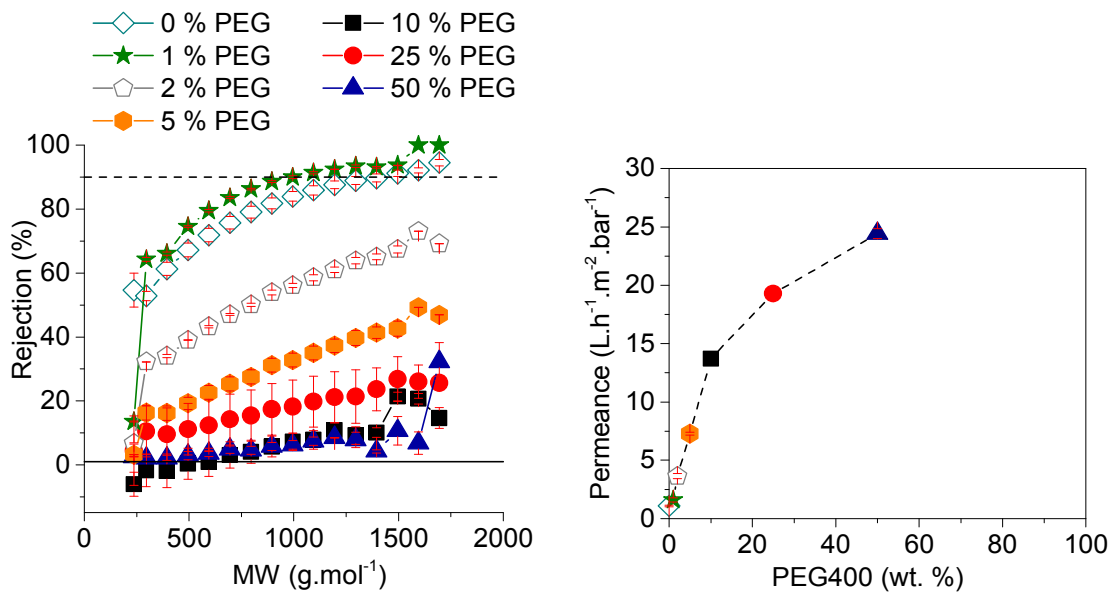 0 % PEG
1 % PEG
2 % PEG
5 % PEG
10 % PEG
25 % PEG
50 % PEG
Rejection (%)
100
80
60
40
20
0
0
500
1000
1500
2000
MW (g.mol⁻¹)
Permeance (L.h⁻¹.m⁻².bar⁻¹)
30
25
20
15
10
5
0
0
20
40
60
80
100
PEG400 (wt. %)